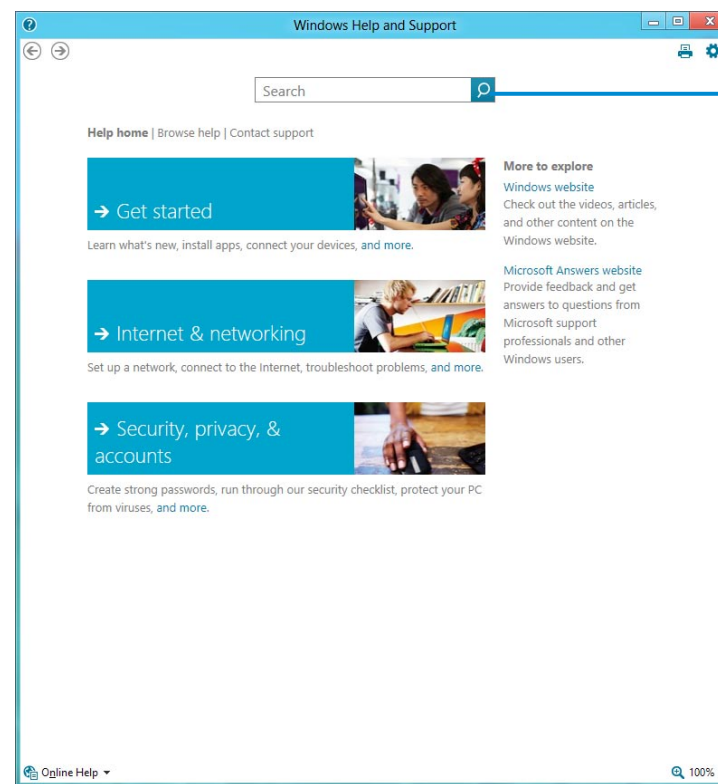 Windows Help and Support
Search
Help home | Browse help | Contact support
→ Get started
Learn what's new, install apps, connect your devices, and more.
→ Internet & networking
Set up a network, connect to the Internet, troubleshoot problems, and more.
→ Security, privacy, &
accounts
Create strong passwords, run through our security checklist, protect your PC
from viruses, and more.
More to explore
Windows website
Check out the videos, articles,
and other content on the
Windows website.
Microsoft Answers website
Provide feedback and get
answers to questions from
Microsoft support
professionals and other
Windows users.
Online Help
100%